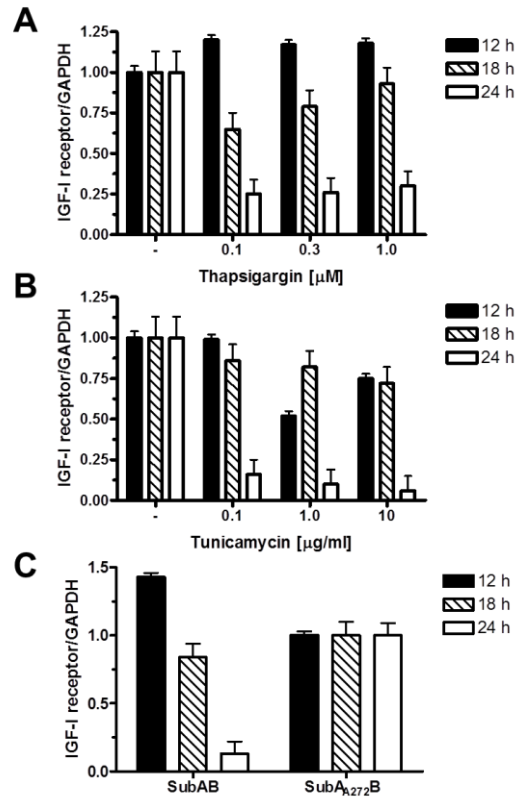 A
IGF-I receptor/GAPDH
1.25
1.00
0.75
0.50
0.25
0.00
- 0.1 0.3 1.0
Thapsigargin [μM]
12 h
18 h
24 h
B
IGF-I receptor/GAPDH
1.25
1.00
0.75
0.50
0.25
0.00
- 0.1 1.0 10
Tunicamycin [μg/ml]
12 h
18 h
24 h
C
IGF-I receptor/GAPDH
1.5
1.0
0.5
0.0
SubAB SubA_A272B
12 h
18 h
24 h